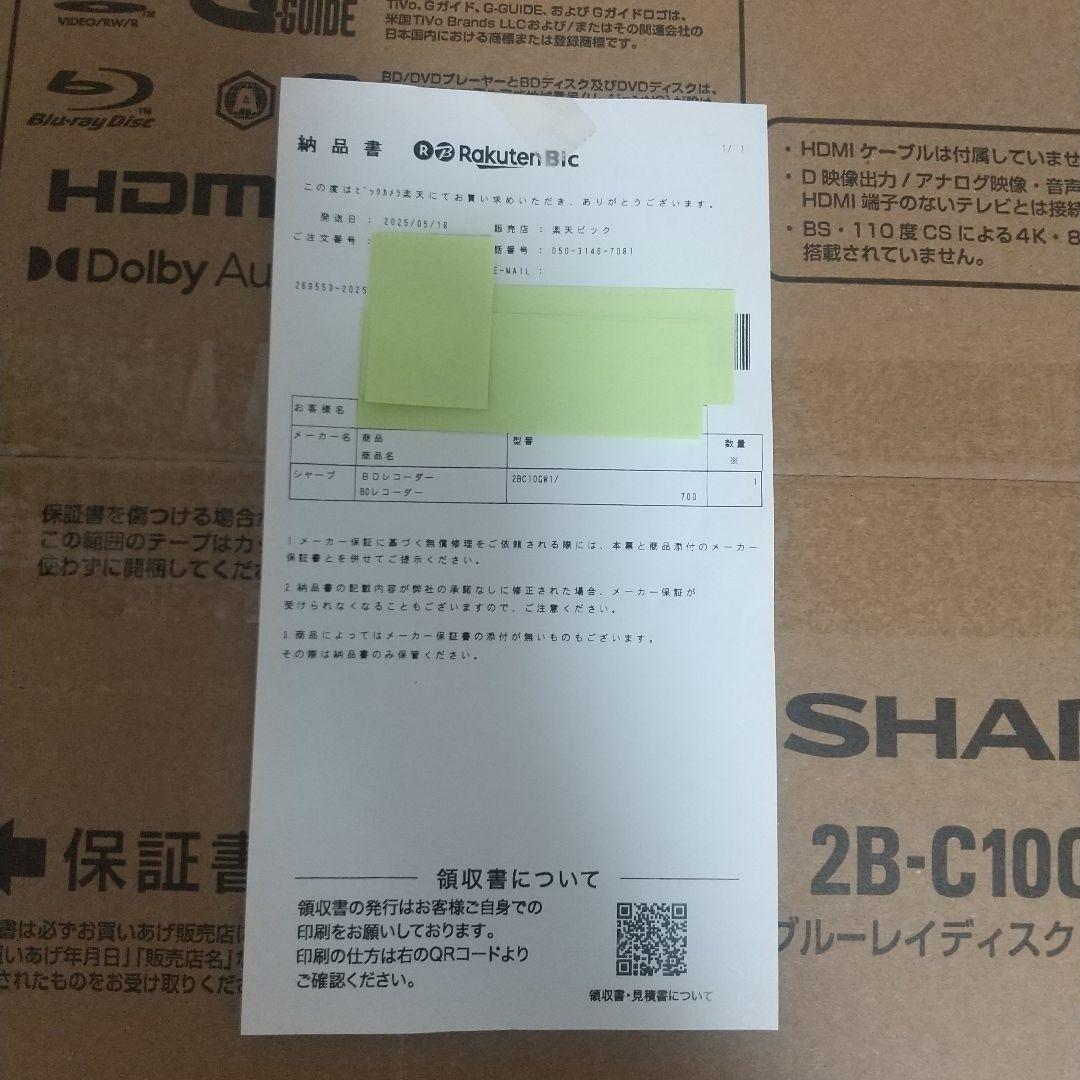 VIDEO/RW/R
G-GUIDE
TiVo、Gガイド、G-GUIDE、およびGガイドロゴは、
米国TiVo Brands LLCおよび/またはその関連会社の
日本国内における商標または登録商標です。
Blu-ray Disc
TM
A
BD/DVDプレーヤーとBDディスク及びDVDディスクは、
HDM
Dolby Au
・HDMIケーブルは付属していませ
・D映像出力/アナログ映像・音声
HDMI端子のないテレビとは接続
・BS・110度CSによる4K・8
搭載されていません。
納品書
Rakuten Bic
1/ 1
この度はビックカメラ楽天にてお買い求めいただき、ありがとうございます。
発送日 : 2025/05/18
販売店 : 楽天ビック
ご注文番号 :
話番号 : 050-3146-7081
E-MAIL :
269553-2025
お客様名
メーカー名 商品 型番 数量
商品名 ※
シャープ BDレコーダー 2BC10GW1/ 1
BDレコーダー 700
1.メーカー保証に基づく無償修理をご依頼される際には、本票と商品添付のメーカー
保証書とを併せてご提示ください。
2.納品書の記載内容が弊社の承諾なしに修正された場合、メーカー保証が
受けられなくなることもございますので、ご注意ください。
3.商品によってはメーカー保証書の添付が無いものもございます。
その際は納品書のみ保管ください。
領収書について
領収書の発行はお客様ご自身での
印刷をお願いしております。
印刷の仕方は右のQRコードより
ご確認ください。
領収書・見積書について
保証書を傷つける場合が
この範囲のテープはカッ
使わずに開梱してくださ
保証書
書は必ずお買いあげ販売店に
買いあげ年月日」「販売店名」が
されたものをお受け取りくださ
SHA
2B-C10
ブルーレイディスク